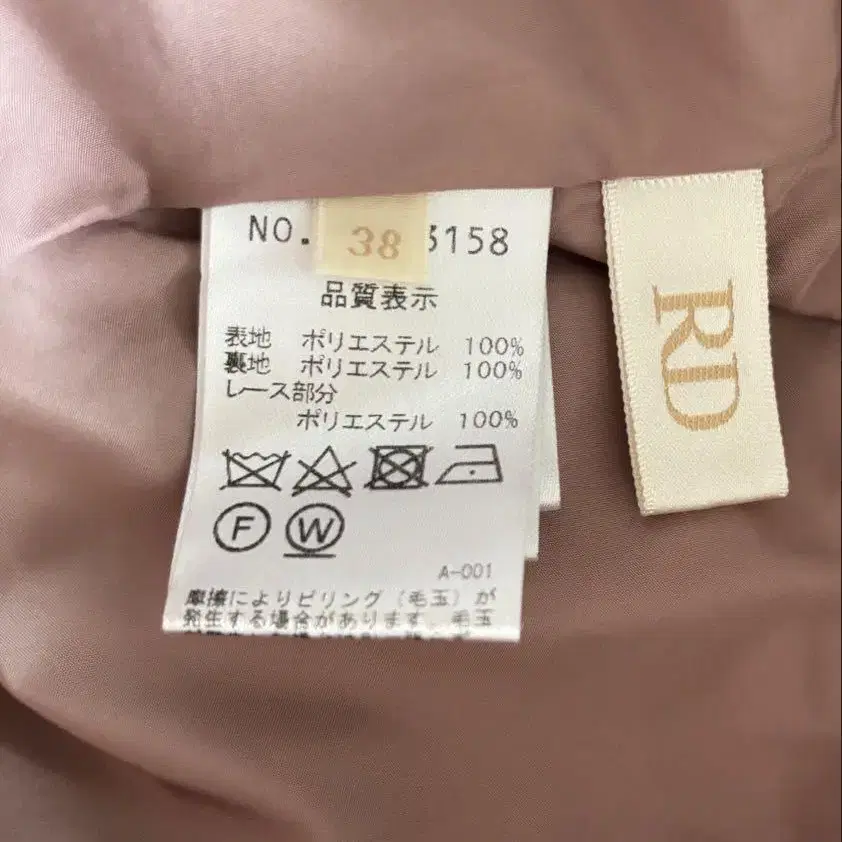 NO. 3158
38
品質表示
表地 ポリエステル 100%
裏地 ポリエステル 100%
レース部分
ポリエステル 100%
F W
A-001
摩擦によりピリング（毛玉）が
発生する場合があります。毛玉
RD